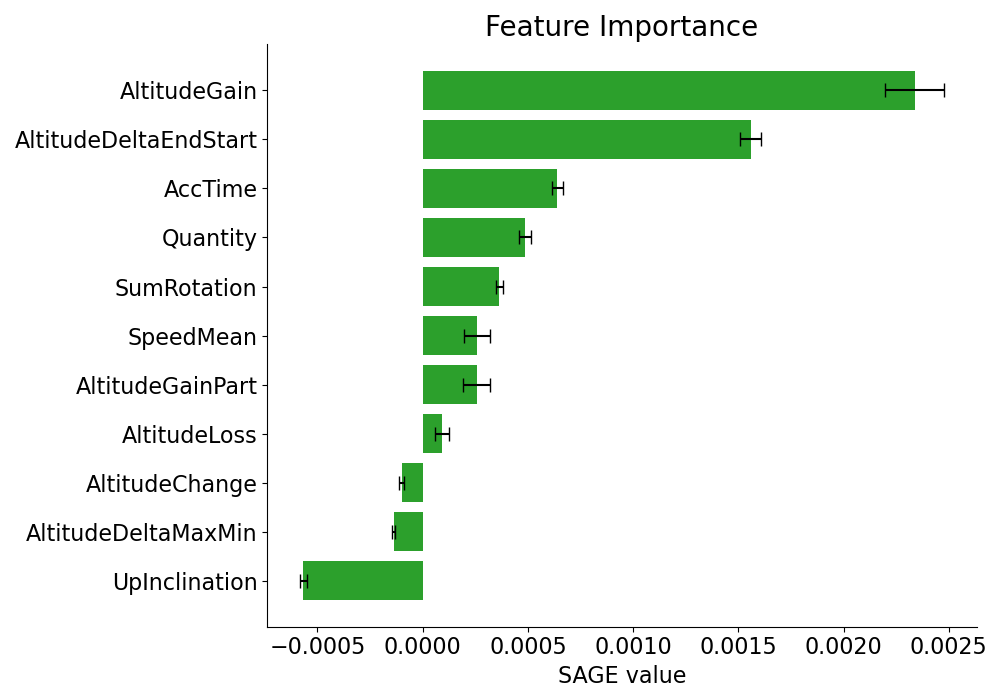 Feature Importance
AltitudeGain
AltitudeDeltaEndStart
AccTime
Quantity
SumRotation
SpeedMean
AltitudeGainPart
AltitudeLoss
AltitudeChange
AltitudeDeltaMaxMin
UpInclination
−0.0005 0.0000 0.0005 0.0010 0.0015 0.0020 0.0025
SAGE value